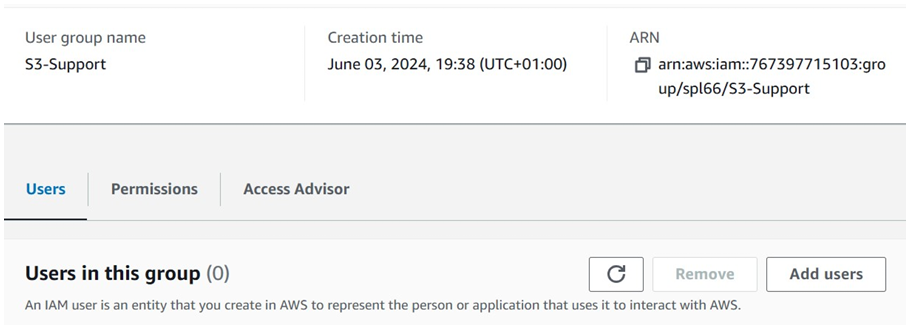 User group name
S3-Support
Creation time
June 03, 2024, 19:38 (UTC+01:00)
ARN
arn:aws:iam::767397715103:gro
up/spl66/S3-Support
Users
Permissions
Access Advisor
Users in this group (0)
Remove
Add users
An IAM user is an entity that you create in AWS to represent the person or application that uses it to interact with AWS.